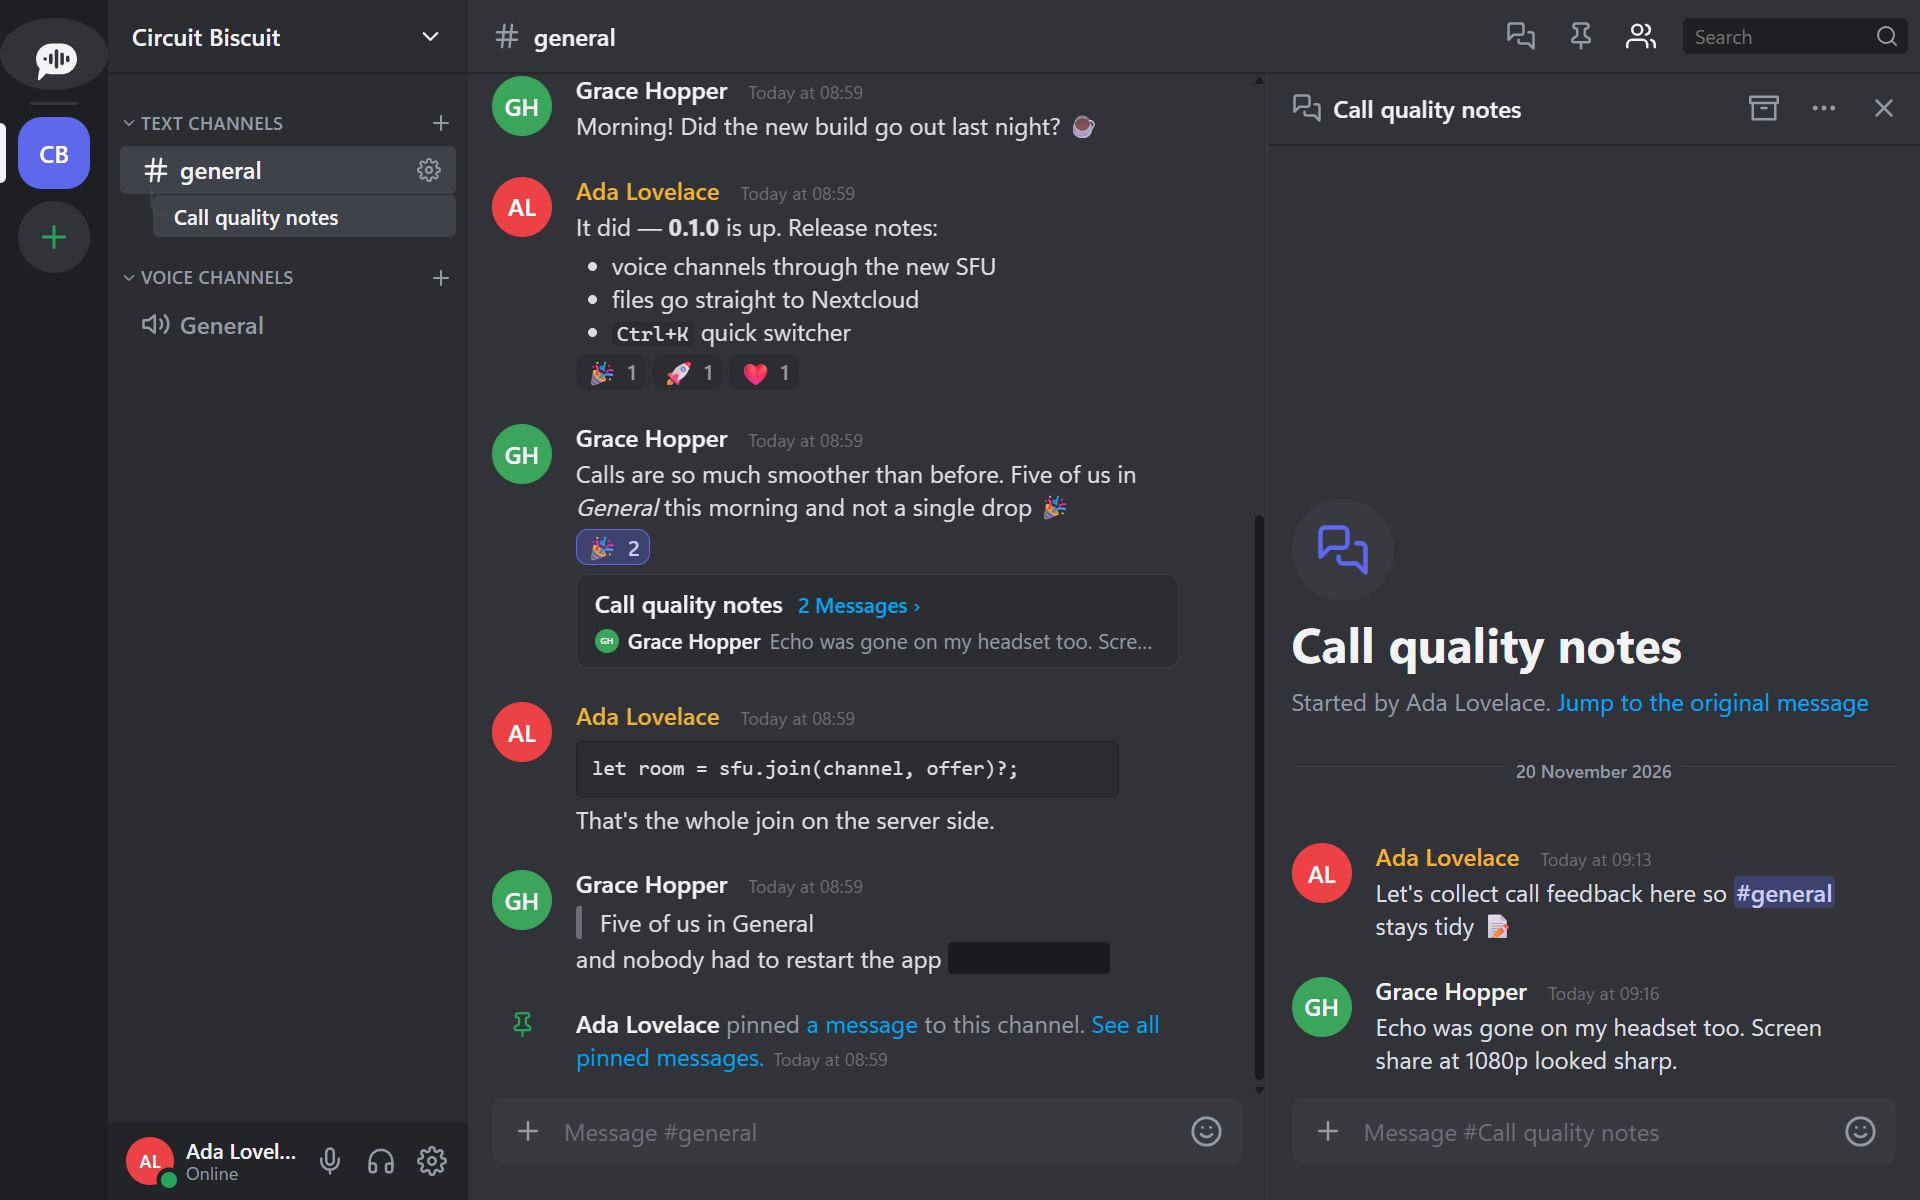 Circuit Biscuit
general
Search
CB
TEXT CHANNELS
general
Call quality notes
VOICE CHANNELS
General
AL
Ada Lovel...
Online
GH
Grace Hopper Today at 08:59
Morning! Did the new build go out last night?
AL
Ada Lovelace Today at 08:59
It did — 0.1.0 is up. Release notes:
• voice channels through the new SFU
• files go straight to Nextcloud
• Ctrl+K quick switcher
🎉 1 🚀 1 ❤️ 1
GH
Grace Hopper Today at 08:59
Calls are so much smoother than before. Five of us in
General this morning and not a single drop 🎉
🎉 2
Call quality notes 2 Messages ›
GH Grace Hopper Echo was gone on my headset too. Scre...
AL
Ada Lovelace Today at 08:59
let room = sfu.join(channel, offer)?;
That's the whole join on the server side.
GH
Grace Hopper Today at 08:59
Five of us in General
and nobody had to restart the app
Ada Lovelace pinned a message to this channel. See all
pinned messages. Today at 08:59
Message #general
Call quality notes
Call quality notes
Started by Ada Lovelace. Jump to the original message
20 November 2026
AL
Ada Lovelace Today at 09:13
Let's collect call feedback here so #general
stays tidy 📝
GH
Grace Hopper Today at 09:16
Echo was gone on my headset too. Screen
share at 1080p looked sharp.
Message #Call quality notes